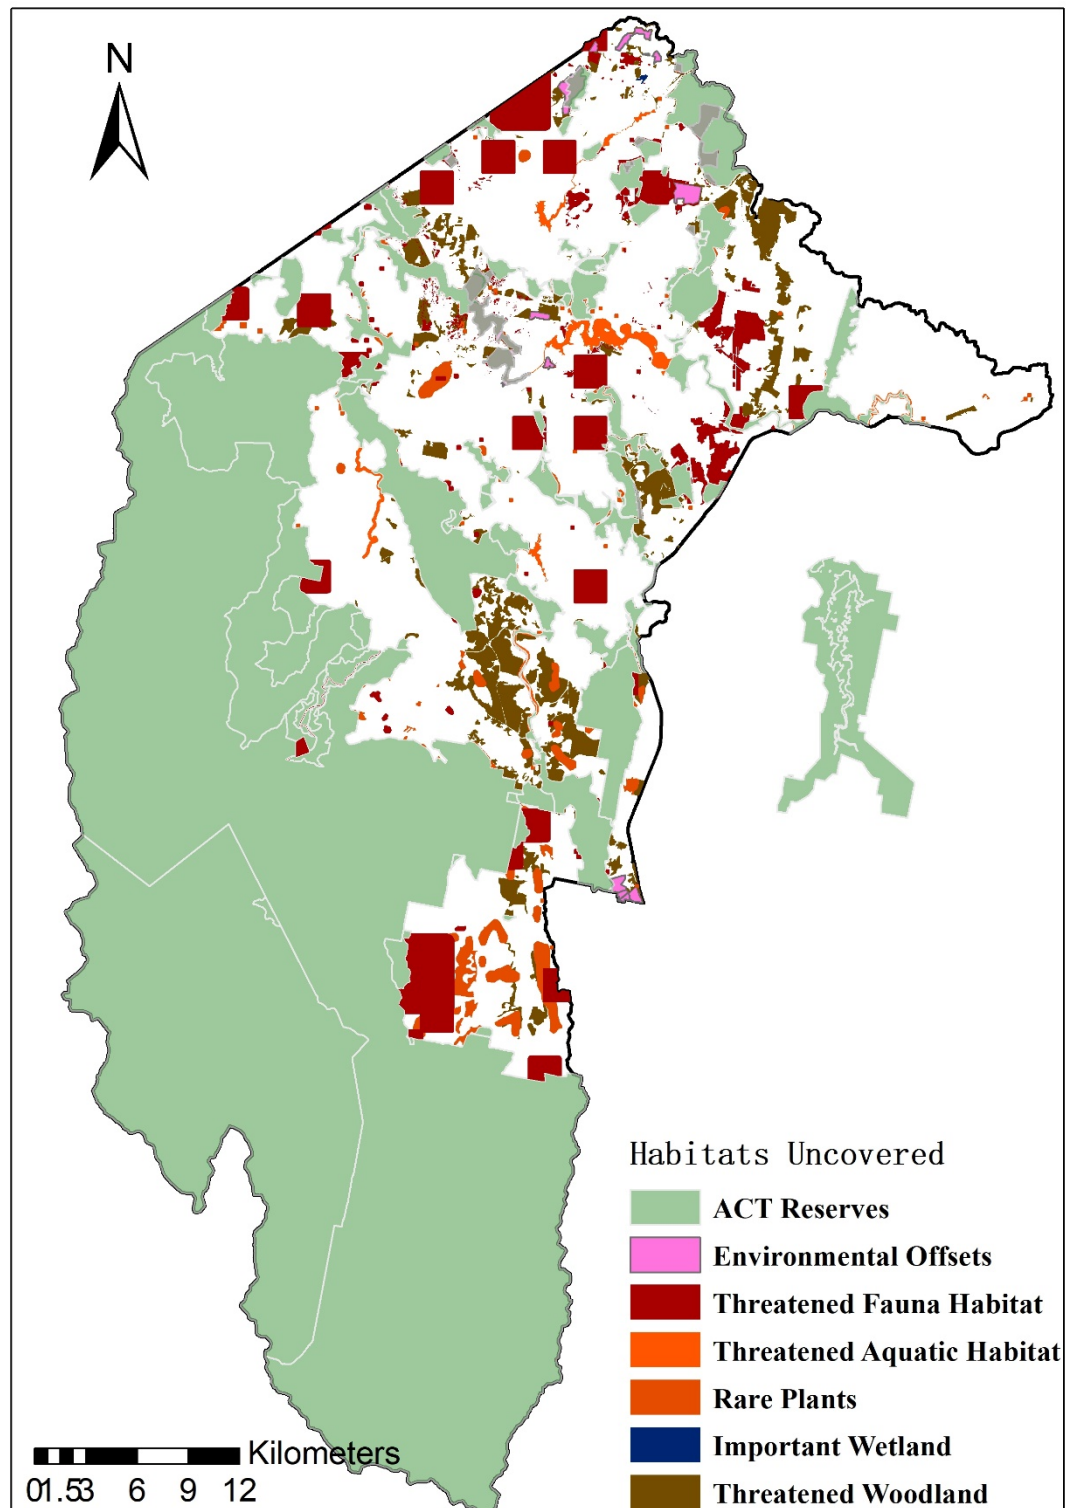 N
Habitats Uncovered
ACT Reserves
Environmental Offsets
Threatened Fauna Habitat
Threatened Aquatic Habitat
Rare Plants
Important Wetland
Threatened Woodland
Kilometers
01.53 6 9 12